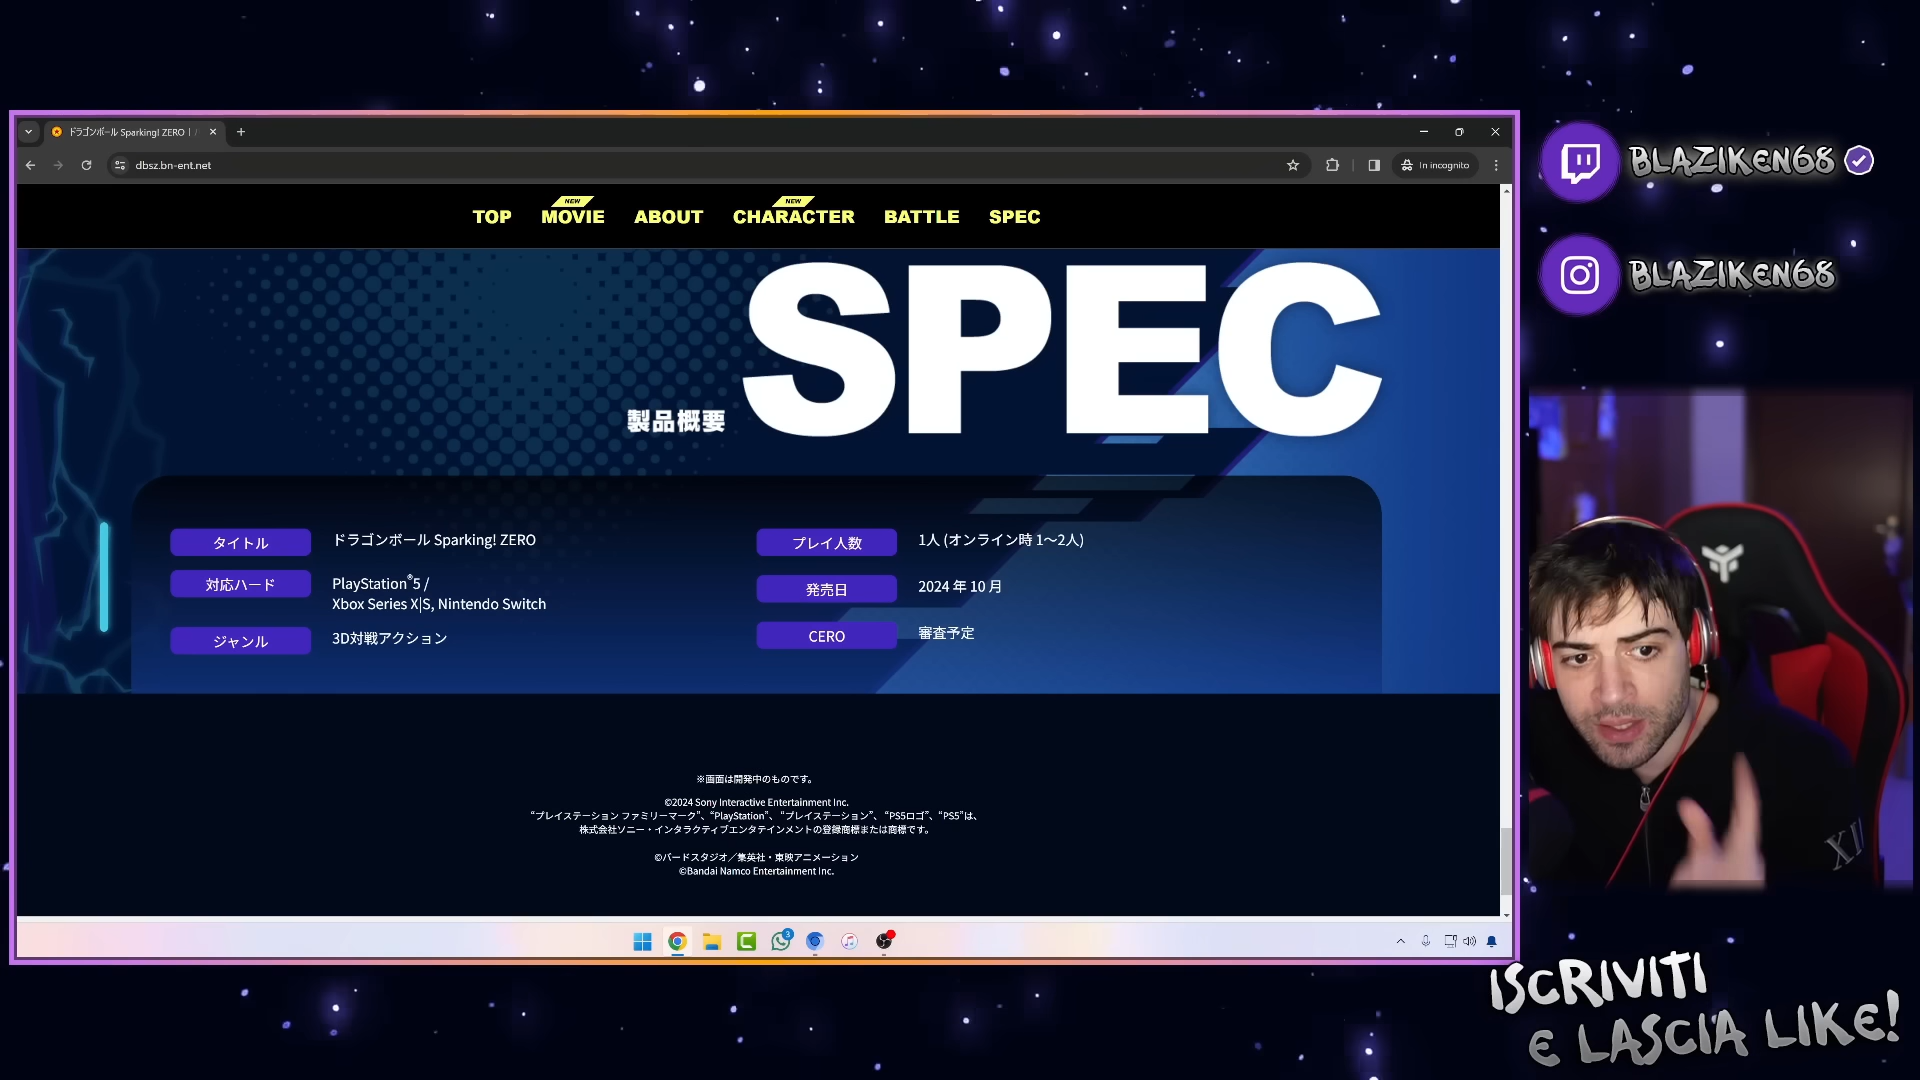 ドラゴンボール Sparking! ZERO |
dbsz.bn-ent.net
In incognito
TOP
NEW
MOVIE
ABOUT
NEW
CHARACTER
BATTLE
SPEC
製品概要
SPEC
タイトル
ドラゴンボール Sparking! ZERO
対応ハード
PlayStation®5 /
Xbox Series X|S, Nintendo Switch
ジャンル
3D対戦アクション
プレイ人数
1人 (オンライン時 1～2人)
発売日
2024 年 10 月
CERO
審査予定
※画面は開発中のものです。
©2024 Sony Interactive Entertainment Inc.
“プレイステーション ファミリーマーク”、“PlayStation”、 “プレイステーション”、 “PS5ロゴ”、“PS5”は、
株式会社ソニー・インタラクティブエンタテインメントの登録商標または商標です。
©バードスタジオ／集英社・東映アニメーション
©Bandai Namco Entertainment Inc.
3
BLAZIKEN68
BLAZIKEN68
XI
ISCRIVITI
E LASCIA LIKE!